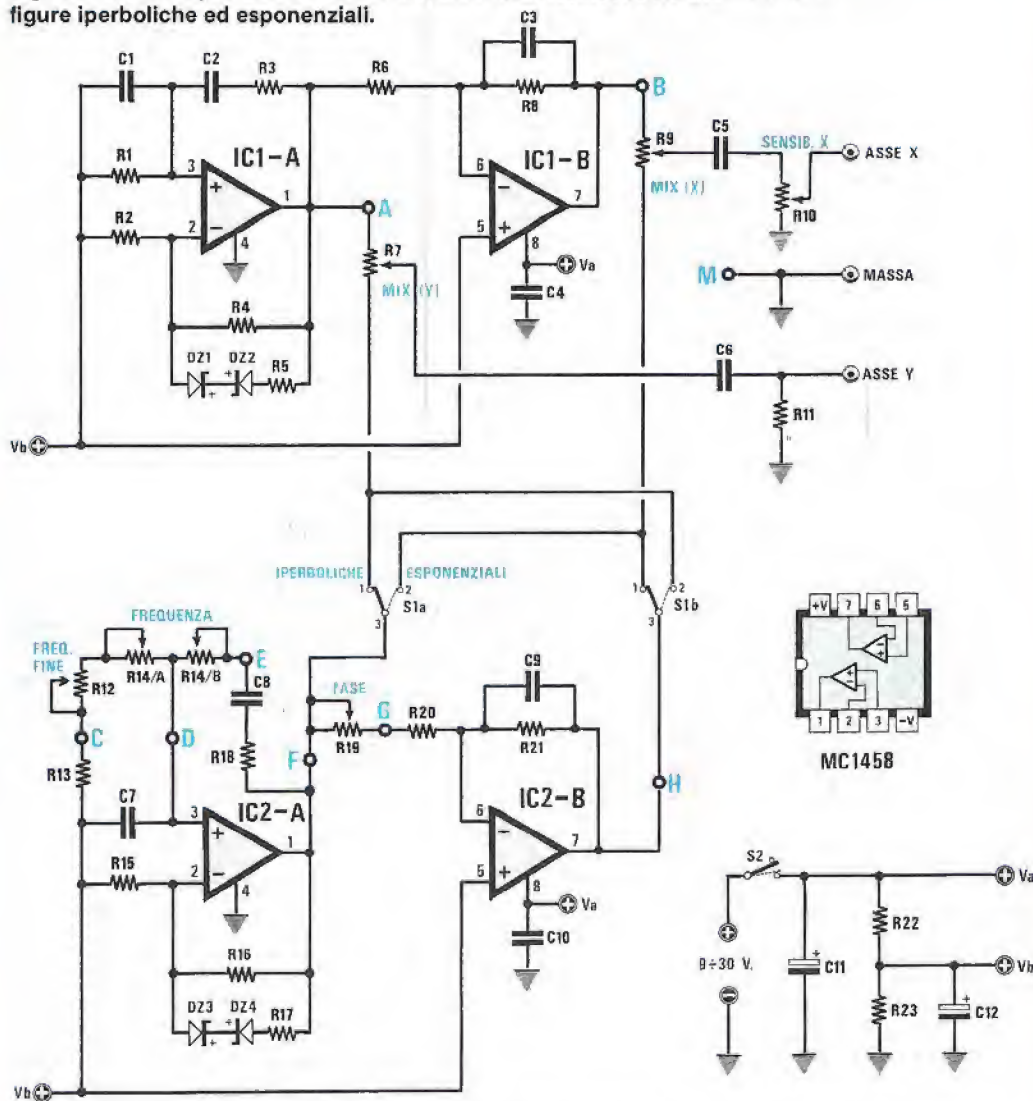 figure iperboliche ed esponenziali.
C1
C2
R3
R6
C3
R8
B
R1
IC1-A
3
+
2
-
1
4
R2
A
R7
MIX (Y)
R4
DZ1
+
DZ2
+
R5
IC1-B
6
-
5
+
7
8
Va
C4
R9
MIX (X)
C5
SENSIB. X
R10
ASSE X
M
MASSA
C6
ASSE Y
R11
Vb
IPERBOLICHE
1
2
ESPONENZIALI
3
S1a
1
2
S1b
3
FREQUENZA
FREQ.
FINE
R14/A
R14/B
E
R12
C8
C
D
R18
FASE
R19
G
R20
C9
R21
F
R13
C7
IC2-A
3
+
2
-
1
4
R15
R16
DZ3
+
DZ4
+
R17
IC2-B
6
-
5
+
7
8
Va
C10
H
Vb
+V
7
6
5
1
2
3
-V
MC1458
S2
9÷30 V.
C11
+
R22
R23
C12
+
Va
Vb